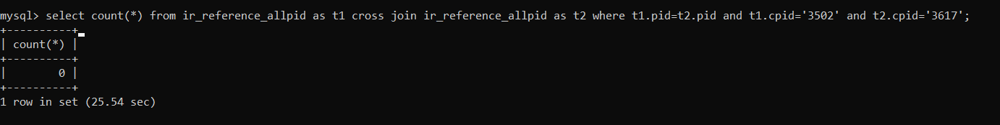 mysql> select count(*) from ir_reference_allpid as t1 cross join ir_reference_allpid as t2 where t1.pid=t2.pid and t1.cpid='3502' and t2.cpid='3617';
+----------+
| count(*) |
+----------+
|        0 |
+----------+
1 row in set (25.54 sec)